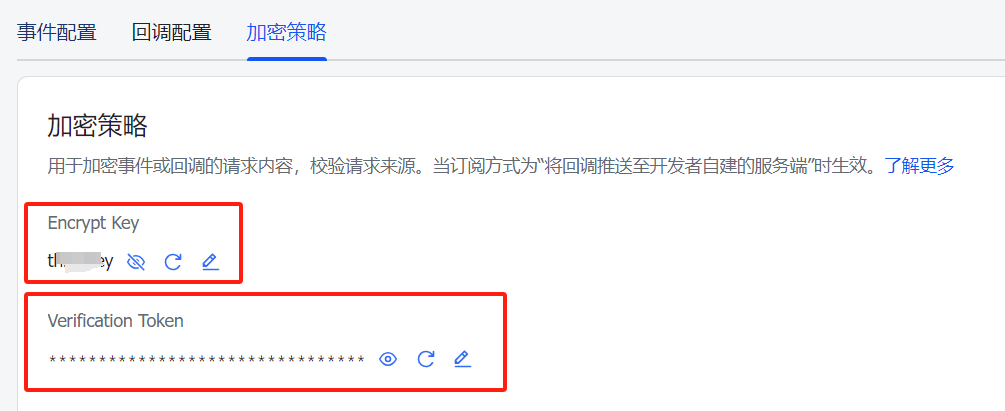 事件配置 回调配置 加密策略
加密策略
用于加密事件或回调的请求内容，校验请求来源。当订阅方式为“将回调推送至开发者自建的服务端”时生效。了解更多
Encrypt Key
Verification Token
********************************